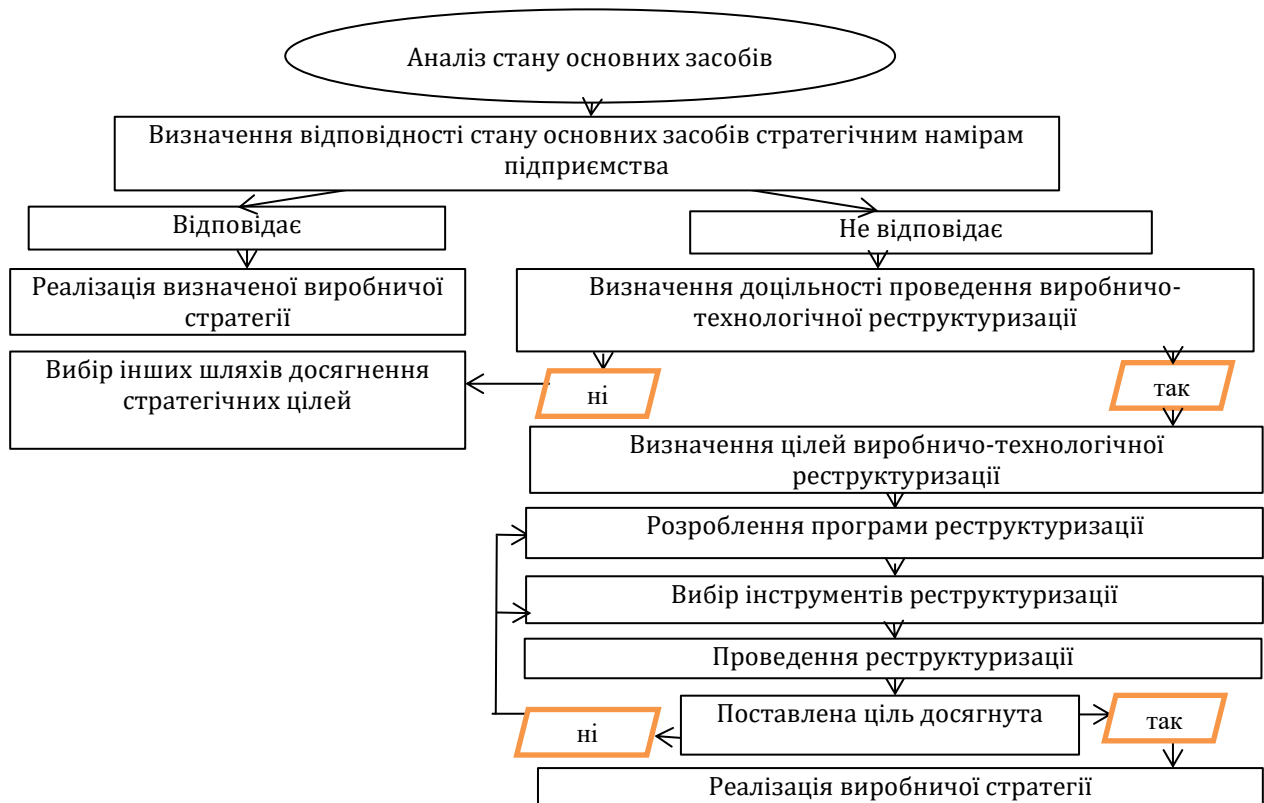 Аналіз стану основних засобів
Визначення відповідності стану основних засобів стратегічним намірам
підприємства
Відповідає
Не відповідає
Реалізація визначеної виробничої
стратегії
Визначення доцільності проведення виробничо-
технологічної реструктуризації
Вибір інших шляхів досягнення
стратегічних цілей
ні
так
Визначення цілей виробничо-технологічної
реструктуризації
Розроблення програми реструктуризації
Вибір інструментів реструктуризації
Проведення реструктуризації
Поставлена ціль досягнута
ні
так
Реалізація виробничої стратегії